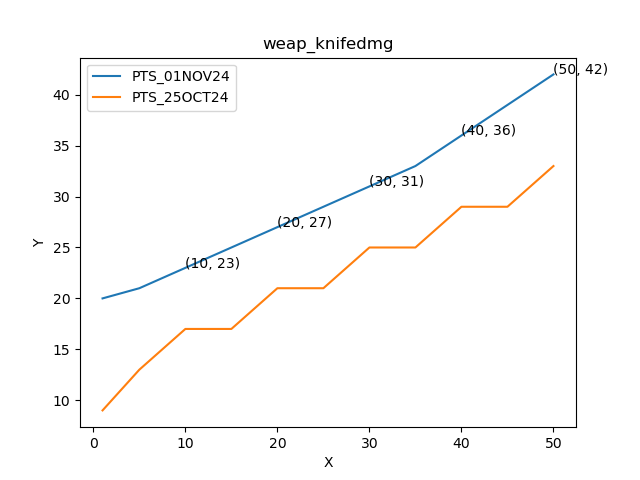 weap_knifedmg
PTS_01NOV24
PTS_25OCT24
(50, 42)
(40, 36)
(30, 31)
(20, 27)
(10, 23)
40
35
30
25
20
15
10
Y
0 10 20 30 40 50
X